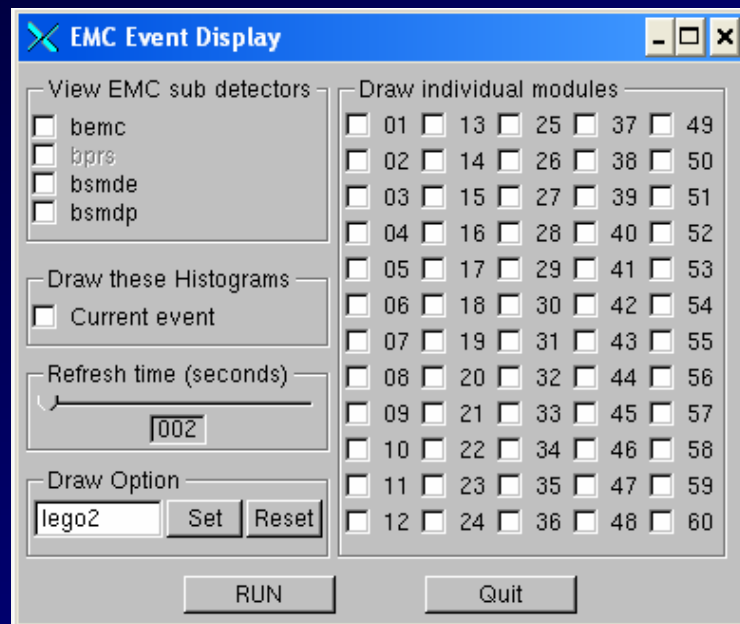 EMC Event Display
View EMC sub detectors
bemc
bprs
bsmde
bsmdp
Draw these Histograms
Current event
Refresh time (seconds)
002
Draw Option
lego2 Set Reset
Draw individual modules
01 13 25 37 49
02 14 26 38 50
03 15 27 39 51
04 16 28 40 52
05 17 29 41 53
06 18 30 42 54
07 19 31 43 55
08 20 32 44 56
09 21 33 45 57
10 22 34 46 58
11 23 35 47 59
12 24 36 48 60
RUN Quit